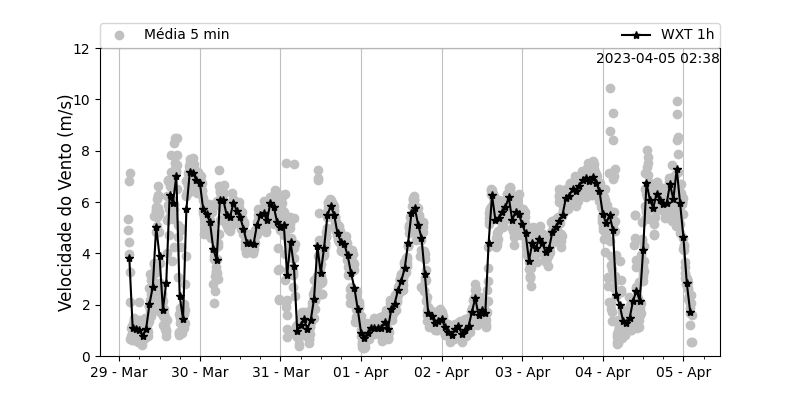 Média 5 min
WXT 1h
2023-04-05 02:38
Velocidade do Vento (m/s)
12
10
8
6
4
2
0
29 - Mar
30 - Mar
31 - Mar
01 - Apr
02 - Apr
03 - Apr
04 - Apr
05 - Apr